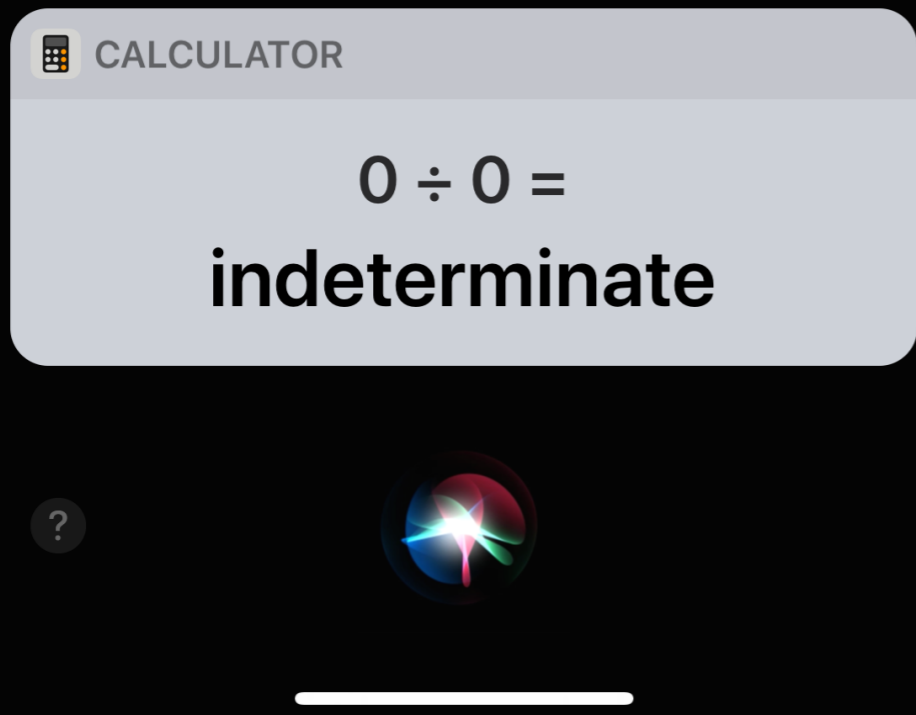 CALCULATOR
0 ÷ 0 =
indeterminate
?